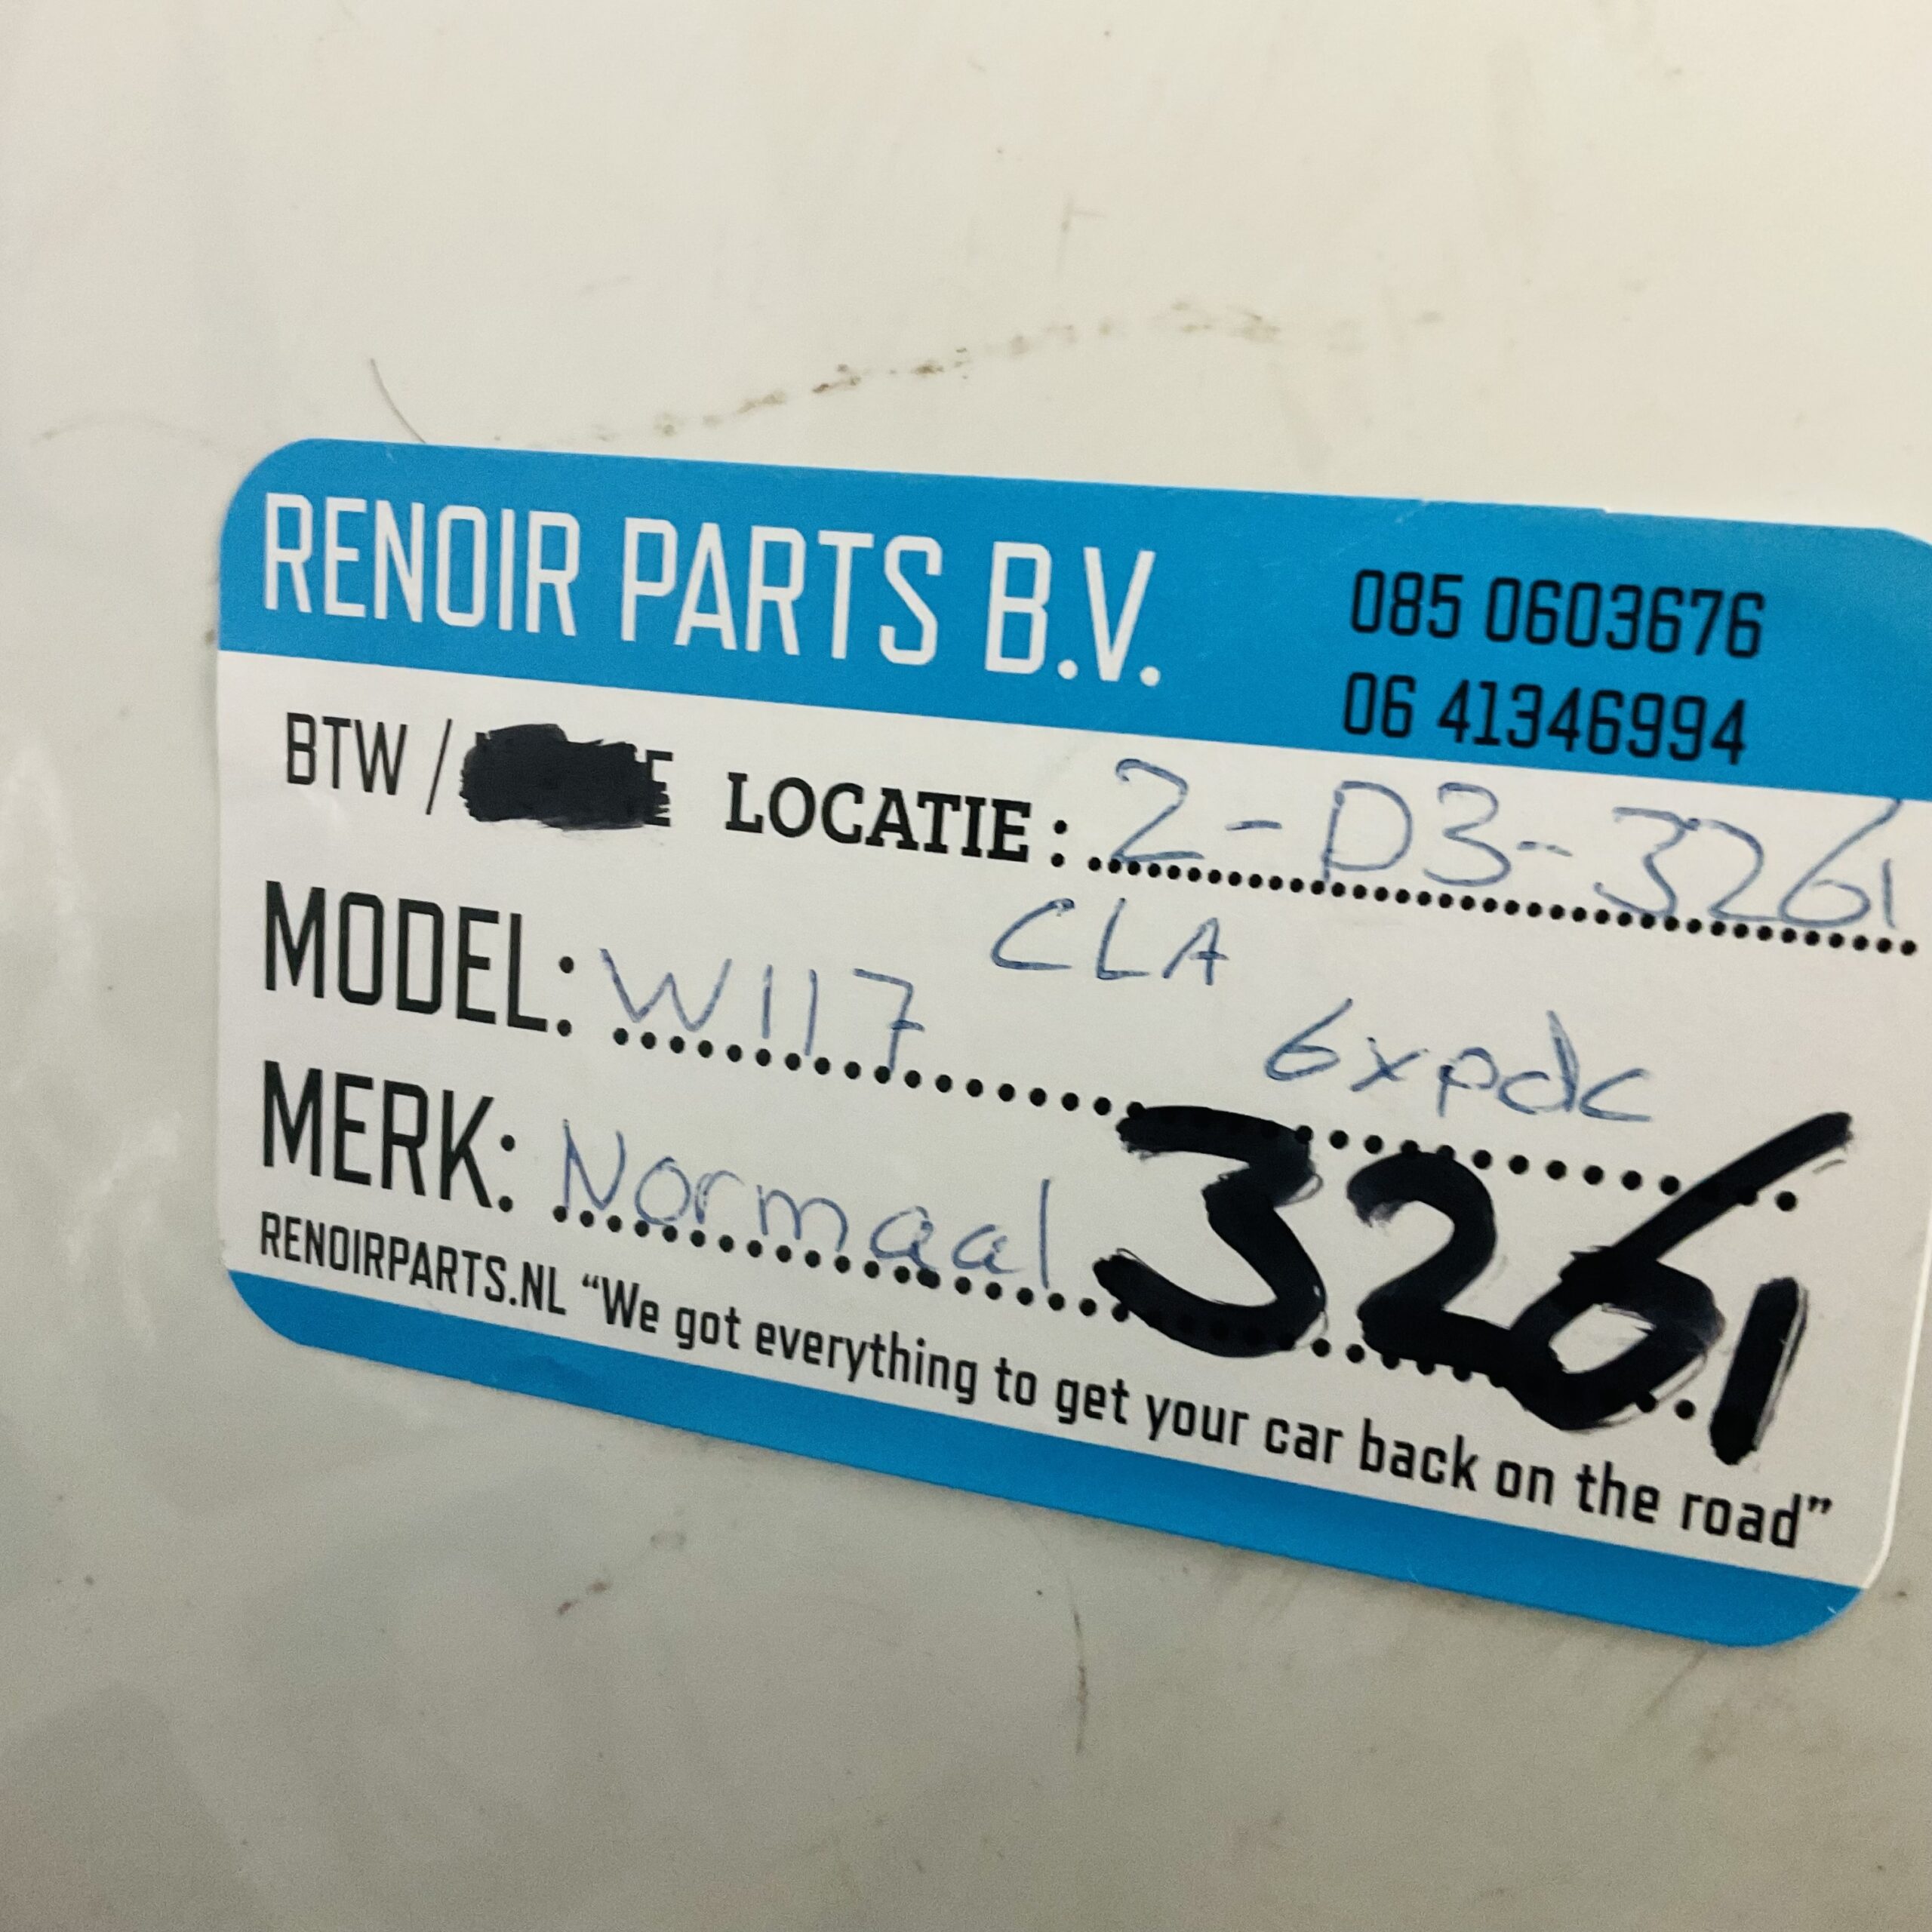 RENOIR PARTS B.V.
085 0603676
06 41346994
BTW / LOCATIE: 2-D3-3261
CLA
MODEL: W117
6xpdc
MERK: Normaal 3261
RENOIRPARTS.NL “We got everything to get your car back on the road”